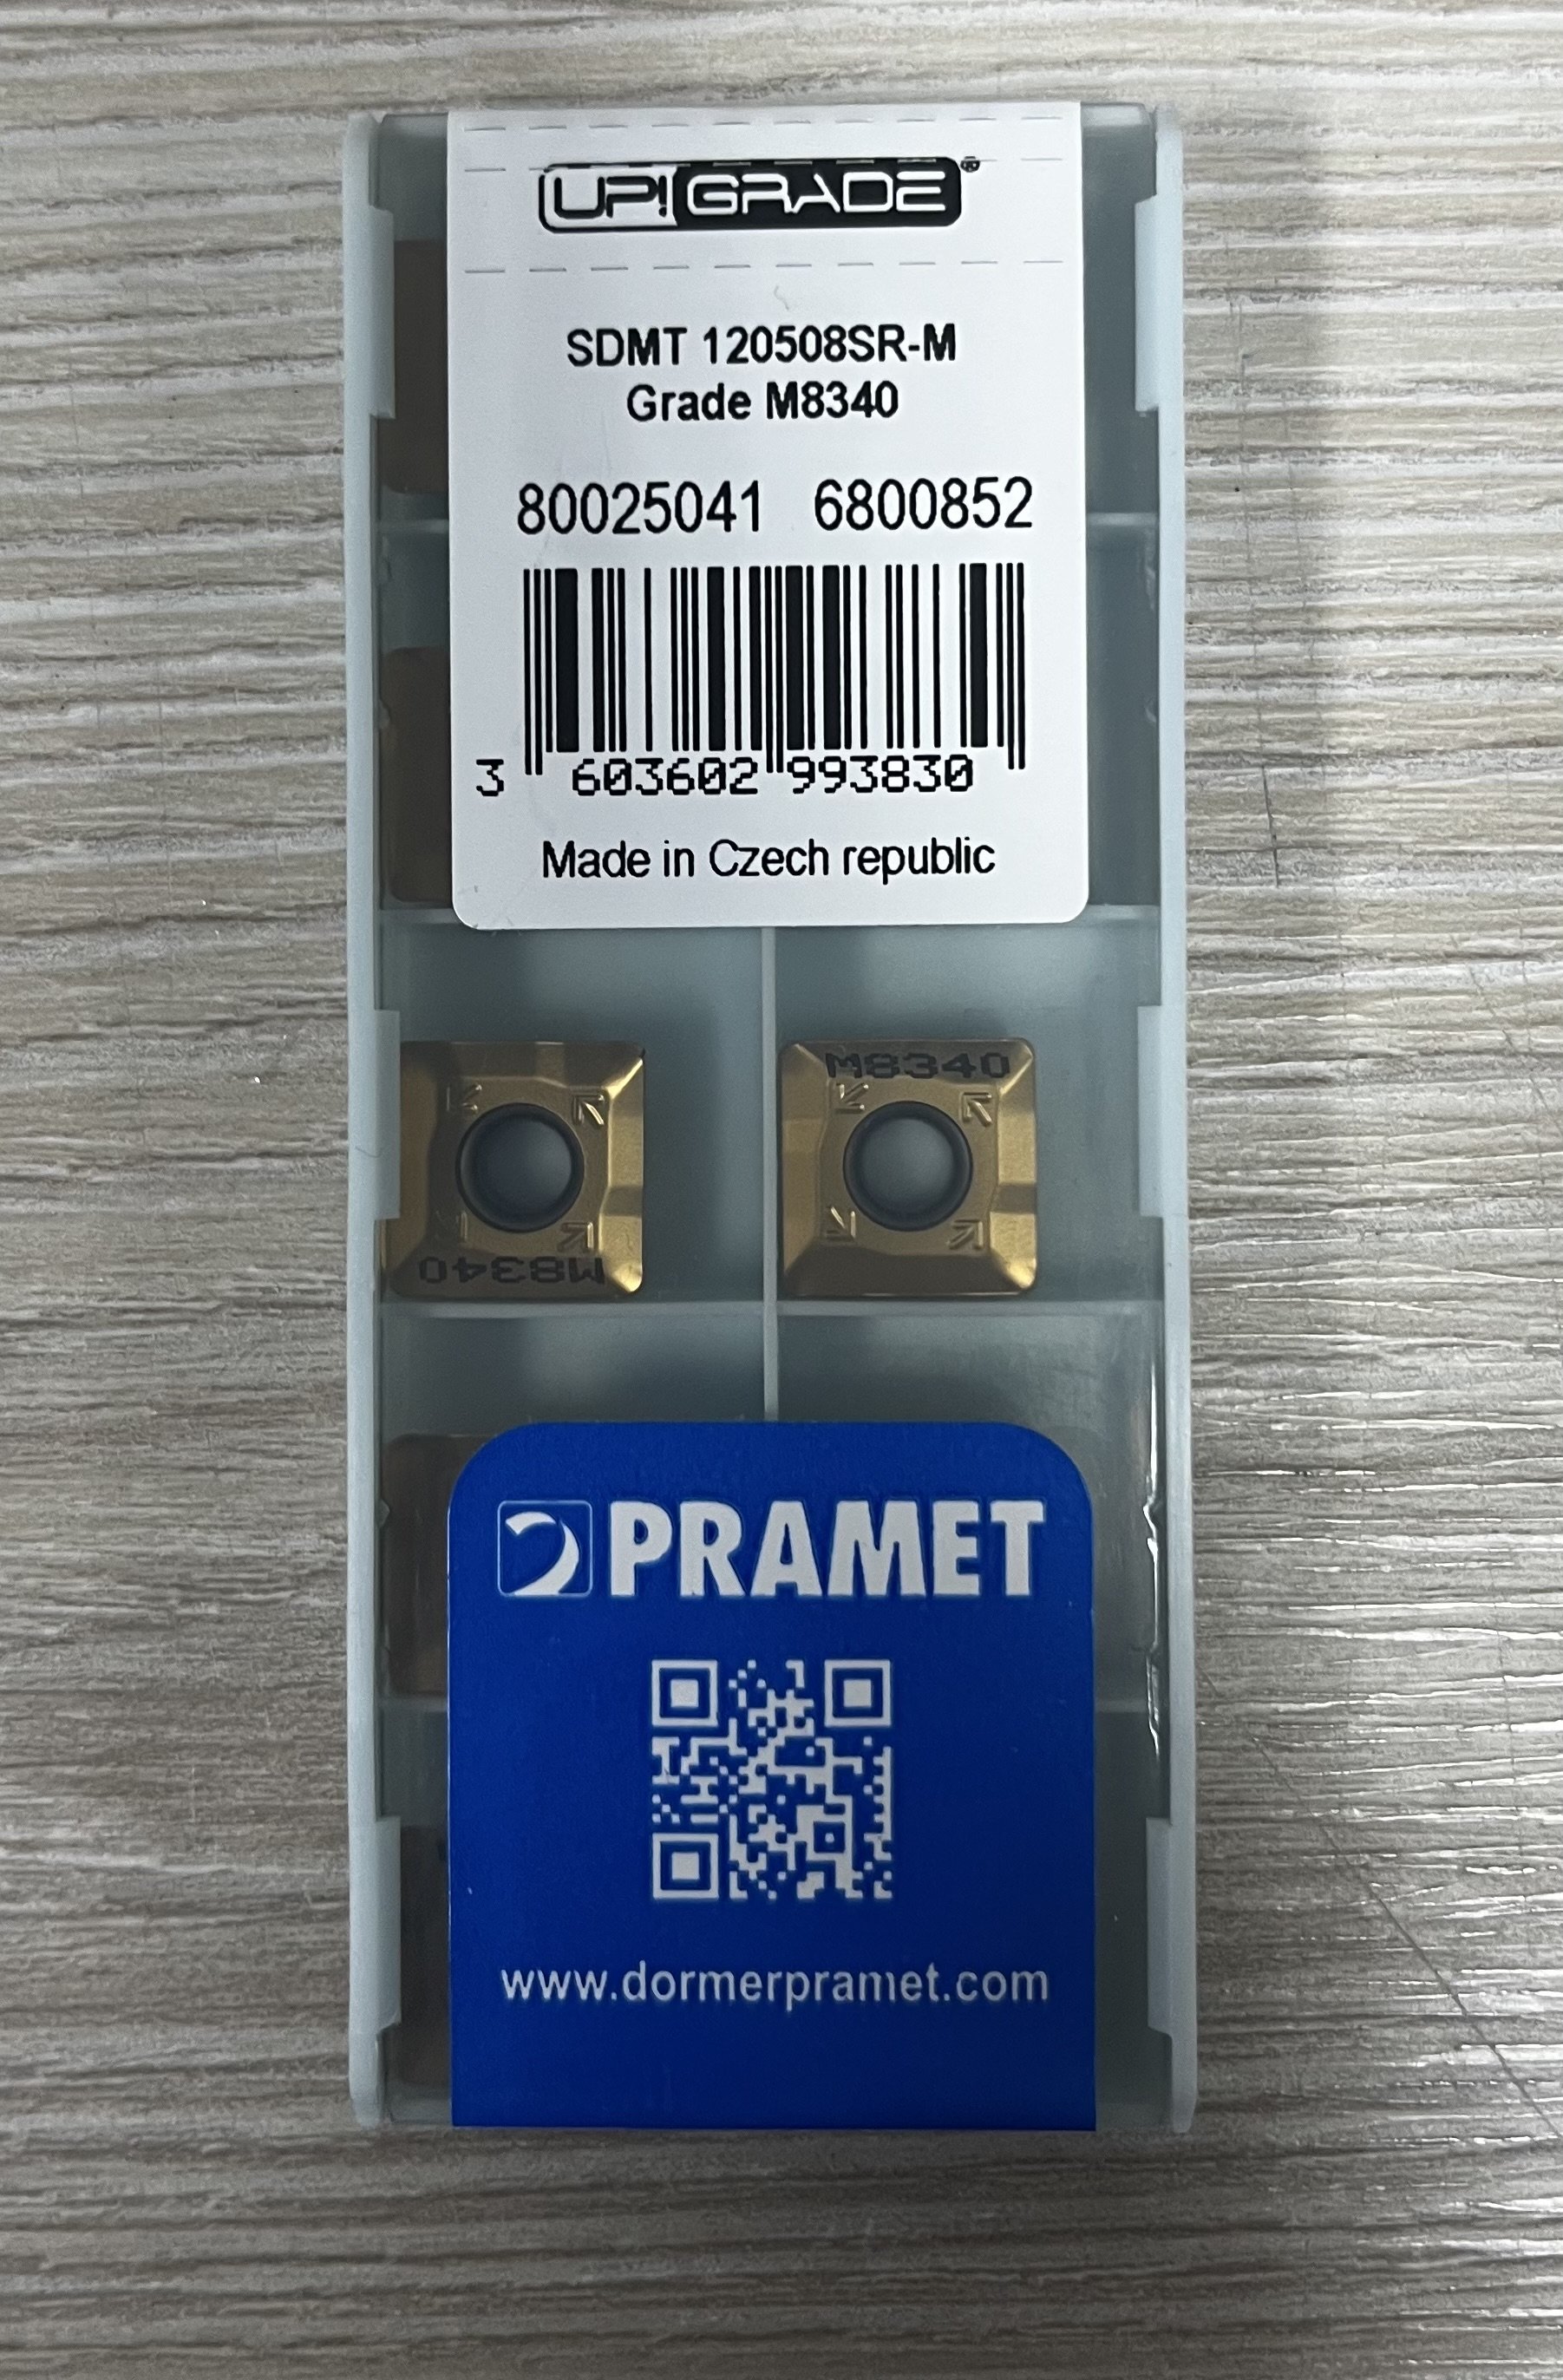 UP!GRADE®
SDMT 120508SR-M
Grade M8340
80025041 6800852
3 603602 993830
Made in Czech republic
M8340
M8340
PRAMET
www.dormerpramet.com